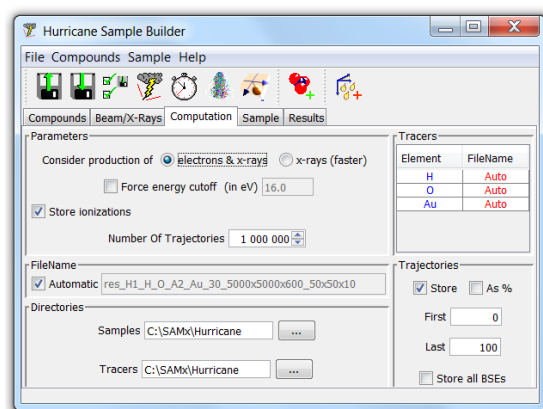 Hurricane Sample Builder
File Compounds Sample Help
Compounds Beam/X-Rays Computation Sample Results
Parameters
Consider production of electrons & x-rays x-rays (faster)
Force energy cutoff (in eV) 16.0
Store ionizations
Number Of Trajectories 1 000 000
Tracers
Element FileName
H Auto
O Auto
Au Auto
FileName
Automatic res_H1_H_O_A2_Au_30_5000x5000x600_50x50x10
Directories
Samples C:\SAMx\Hurricane ...
Tracers C:\SAMx\Hurricane ...
Trajectories
Store As %
First 0
Last 100
Store all BSEs